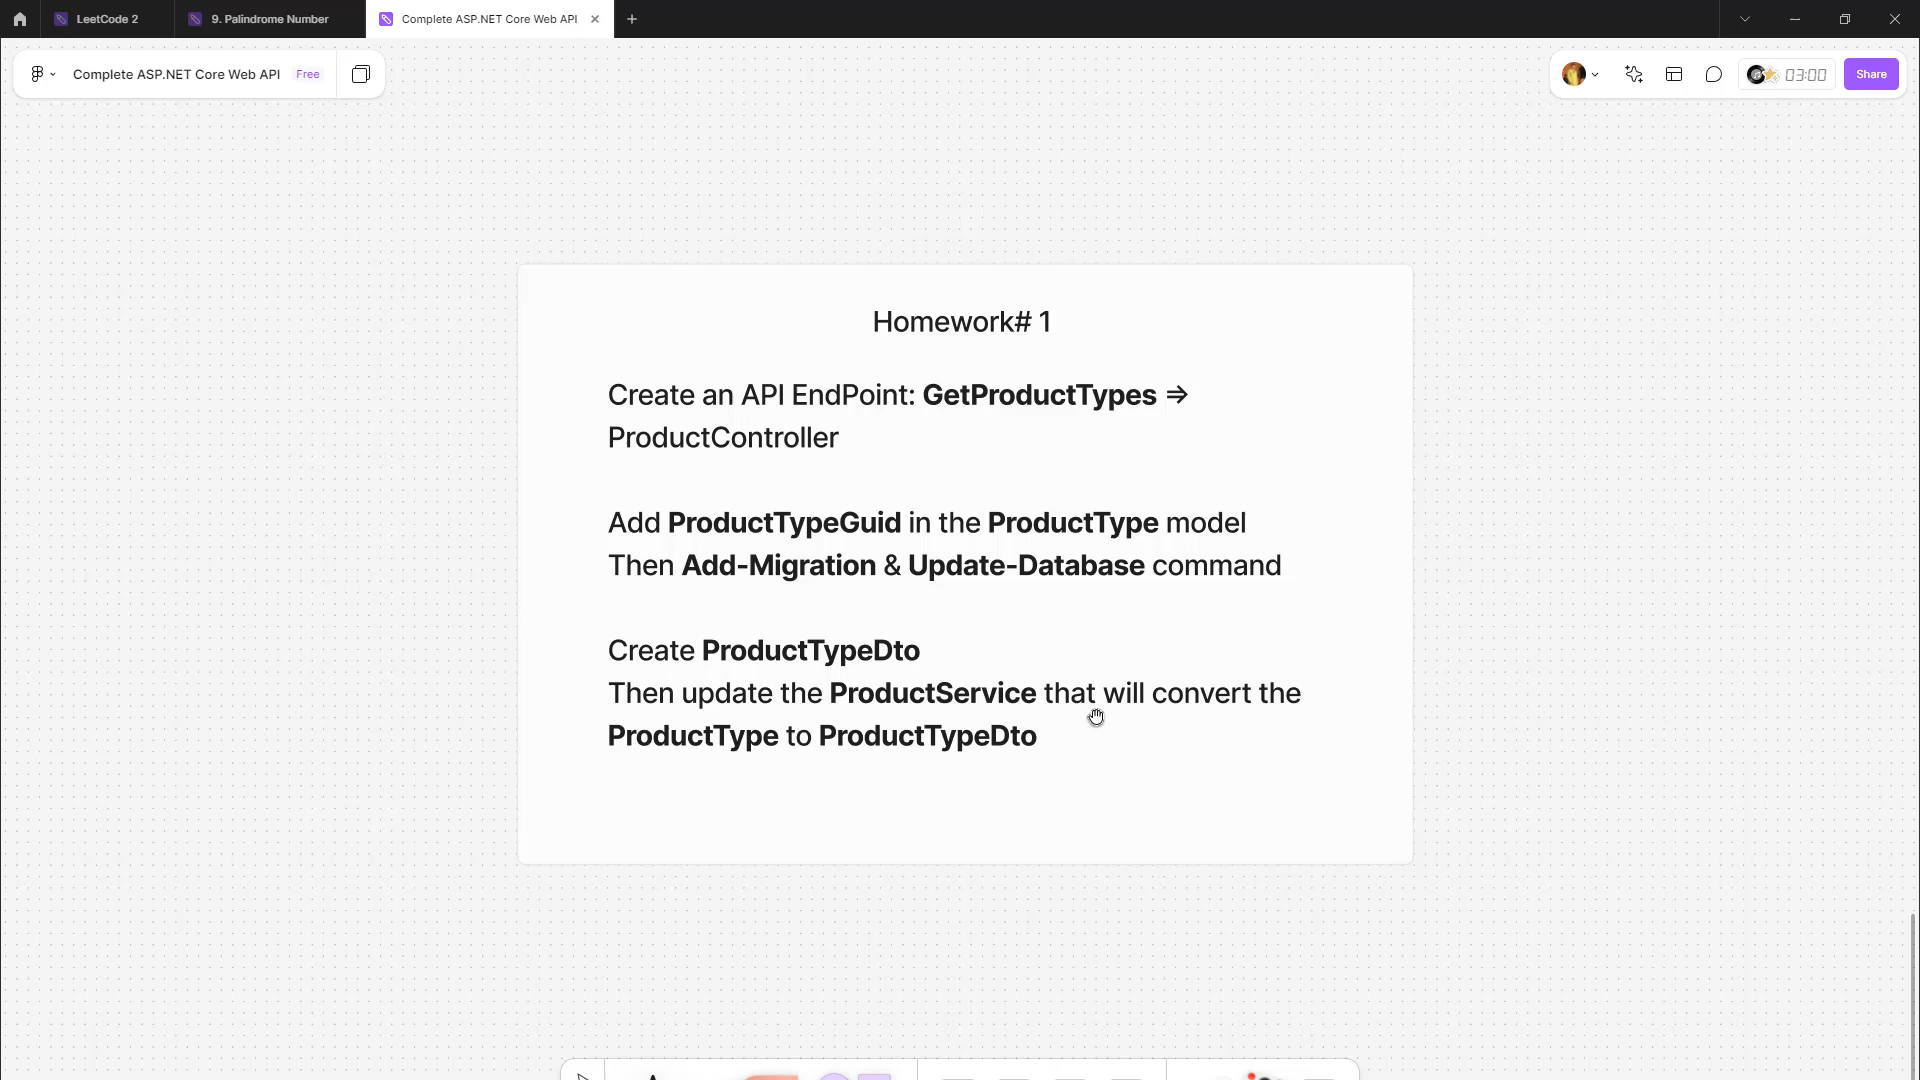 LeetCode 2
9. Palindrome Number
Complete ASP.NET Core Web API
Complete ASP.NET Core Web API
Free
03:00
Share
Homework# 1
Create an API EndPoint: GetProductTypes ⇒
ProductController
Add ProductTypeGuid in the ProductType model
Then Add-Migration & Update-Database command
Create ProductTypeDto
Then update the ProductService that will convert the
ProductType to ProductTypeDto